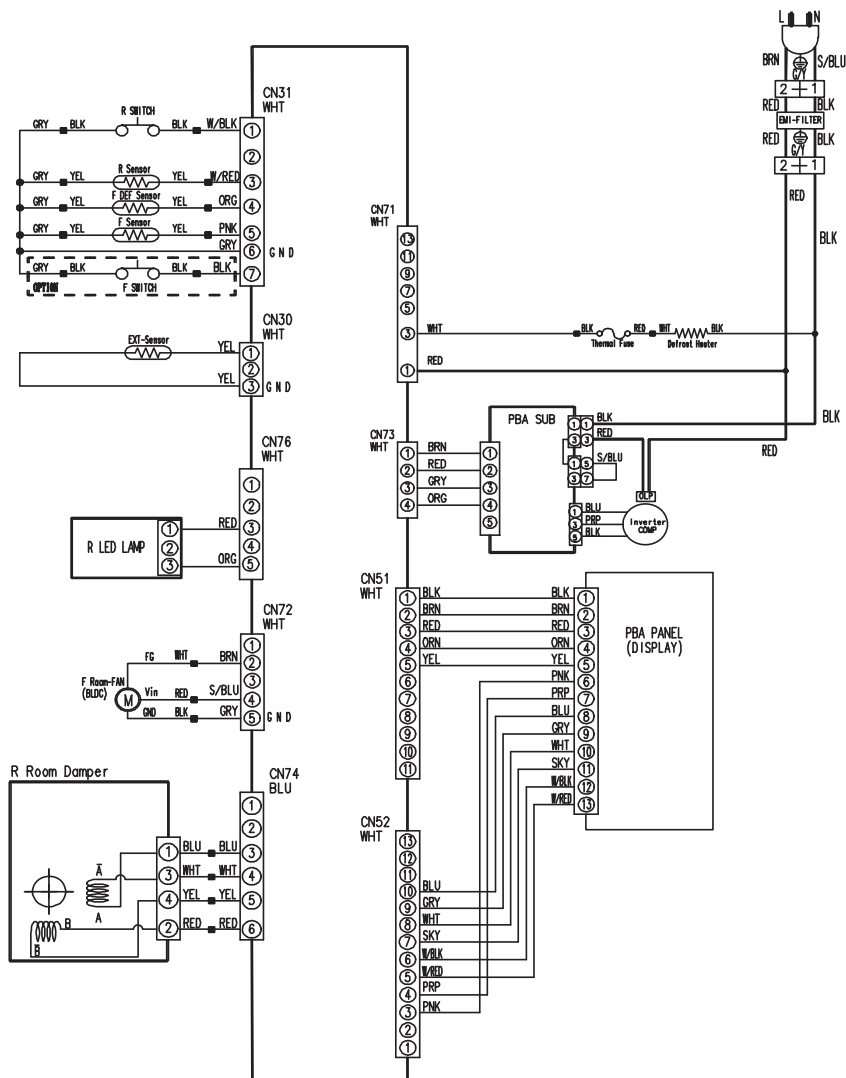 L N
BRN S/BLU
G/Y
2 1
RED BLK
EMI-FILTER
RED BLK
G/Y
2 1
RED
BLK
CN31
WHT
R SWITCH
GRY BLK BLK W/BLK 1
2
R Sensor
GRY YEL YEL W/RED 3
F DEF Sensor
GRY YEL YEL ORG 4
F Sensor
GRY YEL YEL PNK 5
GRY 6 GND
GRY BLK BLK BLK 7
OPTION F SWITCH
CN30
WHT
EXT-Sensor YEL 1
2
YEL 3 GND
CN76
WHT
1
2
R LED LAMP
1 RED 3
2 4
3 ORG 5
CN72
WHT
1
FG WHT BRN 2
3
F Room-FAN
(BLDC)
M Vin RED S/BLU 4
GND BLK GRY 5 GND
R Room Damper
CN74
BLU
1
2
1 BLU BLU 3
3 WHT WHT 4
4 YEL YEL 5
2 RED RED 6
Ā
A
B
B̄
CN71
WHT
13
11
9
7
5
3 WHT BLK RED WHT BLK
Thermal Fuse Defrost Heater
1 RED
BLK
RED
CN73
WHT
1 BRN 1
2 RED 2
3 GRY 3
4 ORG 4
5
PBA SUB
1 1 BLK
3 3 RED
1 5 S/BLU
3 7
OLP
1 BLU
3 PRP
5 BLK
Inverter
COMP
CN51
WHT
1 BLK BLK 1
2 BRN BRN 2
3 RED RED 3
4 ORN ORN 4
5 YEL YEL 5
6 PNK 6
7 PRP 7
8 BLU 8
9 GRY 9
10 WHT 10
11 SKY 11
W/BLK 12
W/RED 13
PBA PANEL
(DISPLAY)
CN52
WHT
13
12
11
10 BLU
9 GRY
8 WHT
7 SKY
6 W/BLK
5 W/RED
4 PRP
3 PNK
2
1